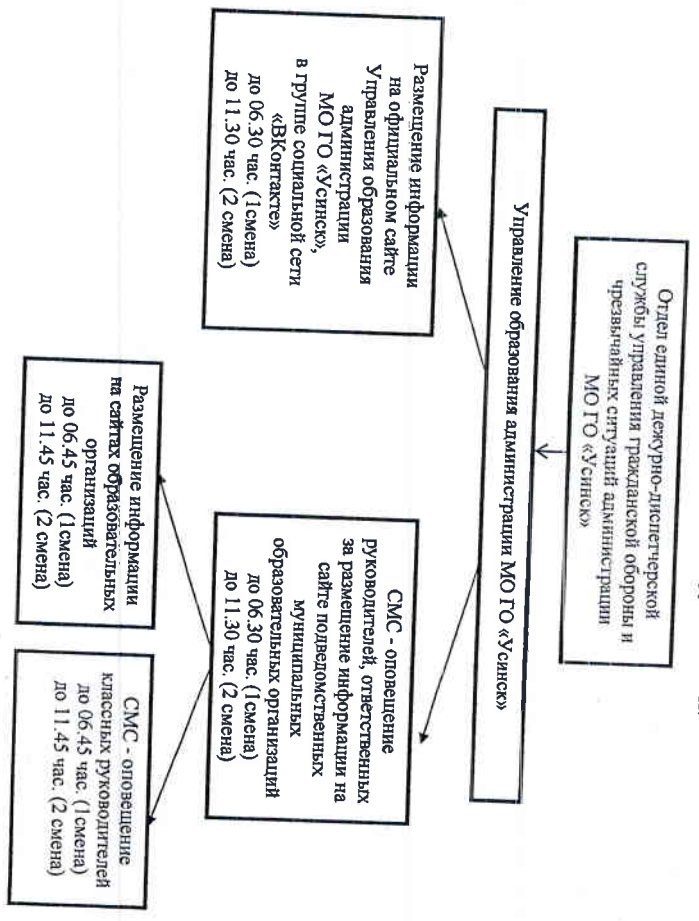 Отдел единой дежурно-диспетчерской
службы управления гражданской обороны и
чрезвычайных ситуаций администрации
МО ГО «Усинск»
Управление образования администрации МО ГО «Усинск»
Размещение информации
на официальном сайте
Управления образования
администрации
МО ГО «Усинск»,
в группе социальной сети
«ВКонтакте»
до 06.30 час. (1смена)
до 11.30 час. (2 смена)
СМС - оповещение
руководителей, ответственных
за размещение информации на
сайте подведомственных
муниципальных
образовательных организаций
до 06.30 час. (1смена)
до 11.30 час. (2 смена)
Размещение информации
на сайтах образовательных
организаций
до 06.45 час. (1смена)
до 11.45 час. (2 смена)
СМС - оповещение
классных руководителей
до 06.45 час. (1смена)
до 11.45 час. (2 смена)